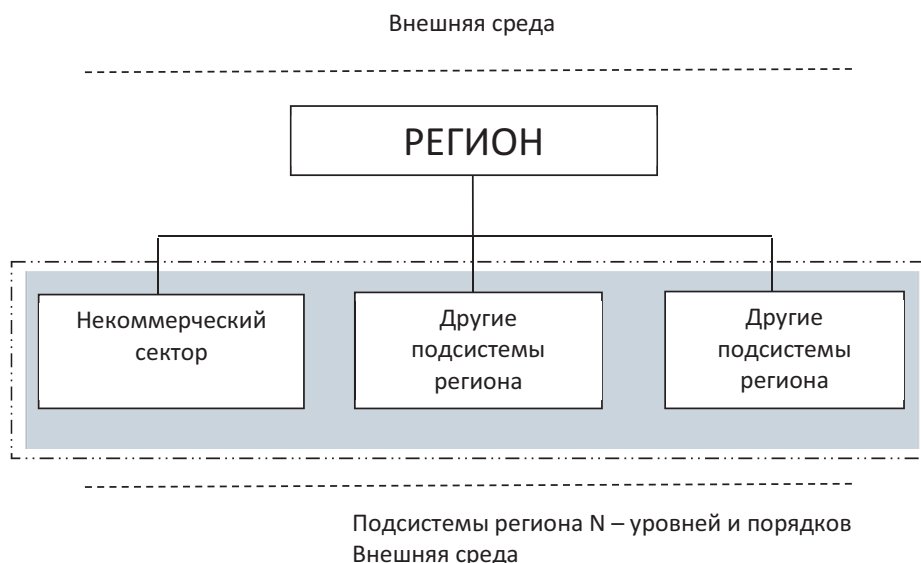 Внешняя среда
РЕГИОН
Некоммерческий
сектор
Другие
подсистемы
региона
Другие
подсистемы
региона
Подсистемы региона N – уровней и порядков
Внешняя среда